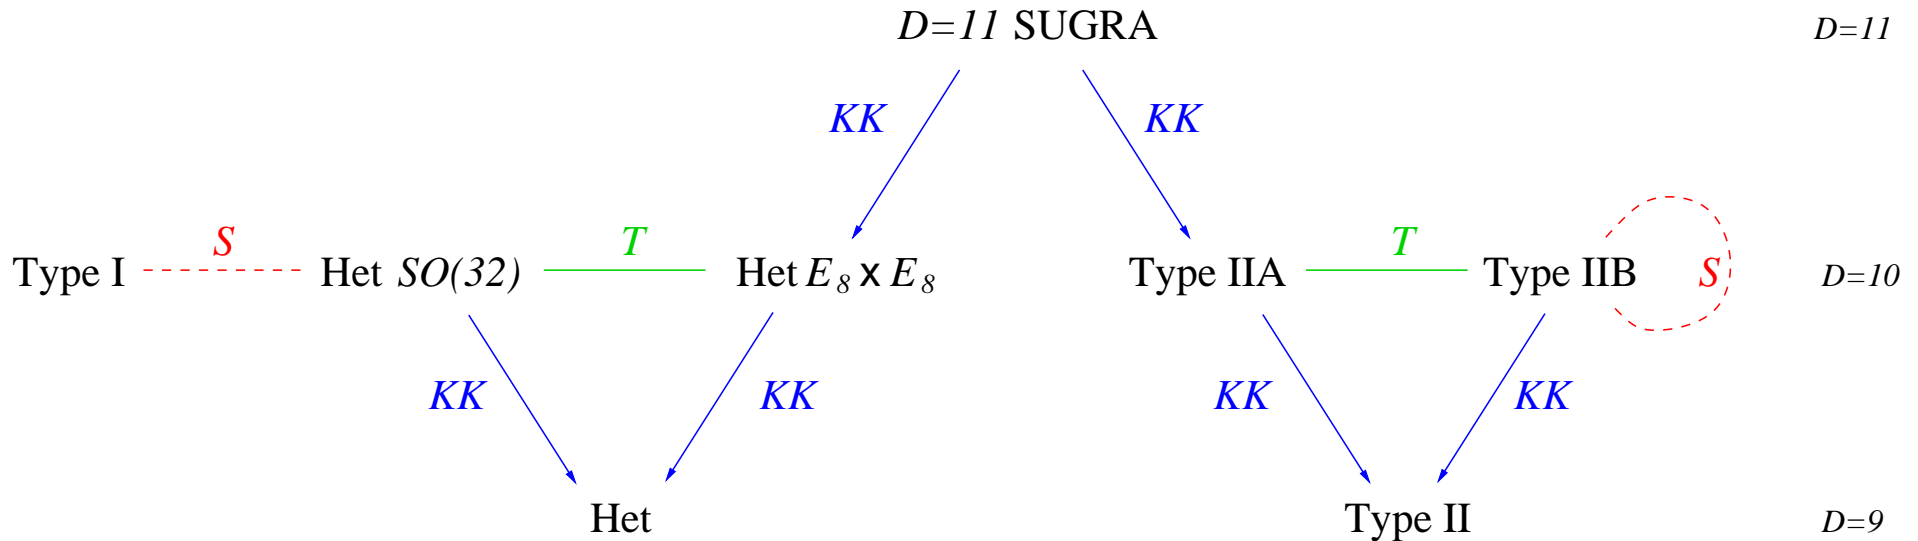 D=11 SUGRA D=11
KK KK
S T T
Type I Het SO(32) Het E₈ x E₈ Type IIA Type IIB S D=10
KK KK KK KK
Het Type II D=9